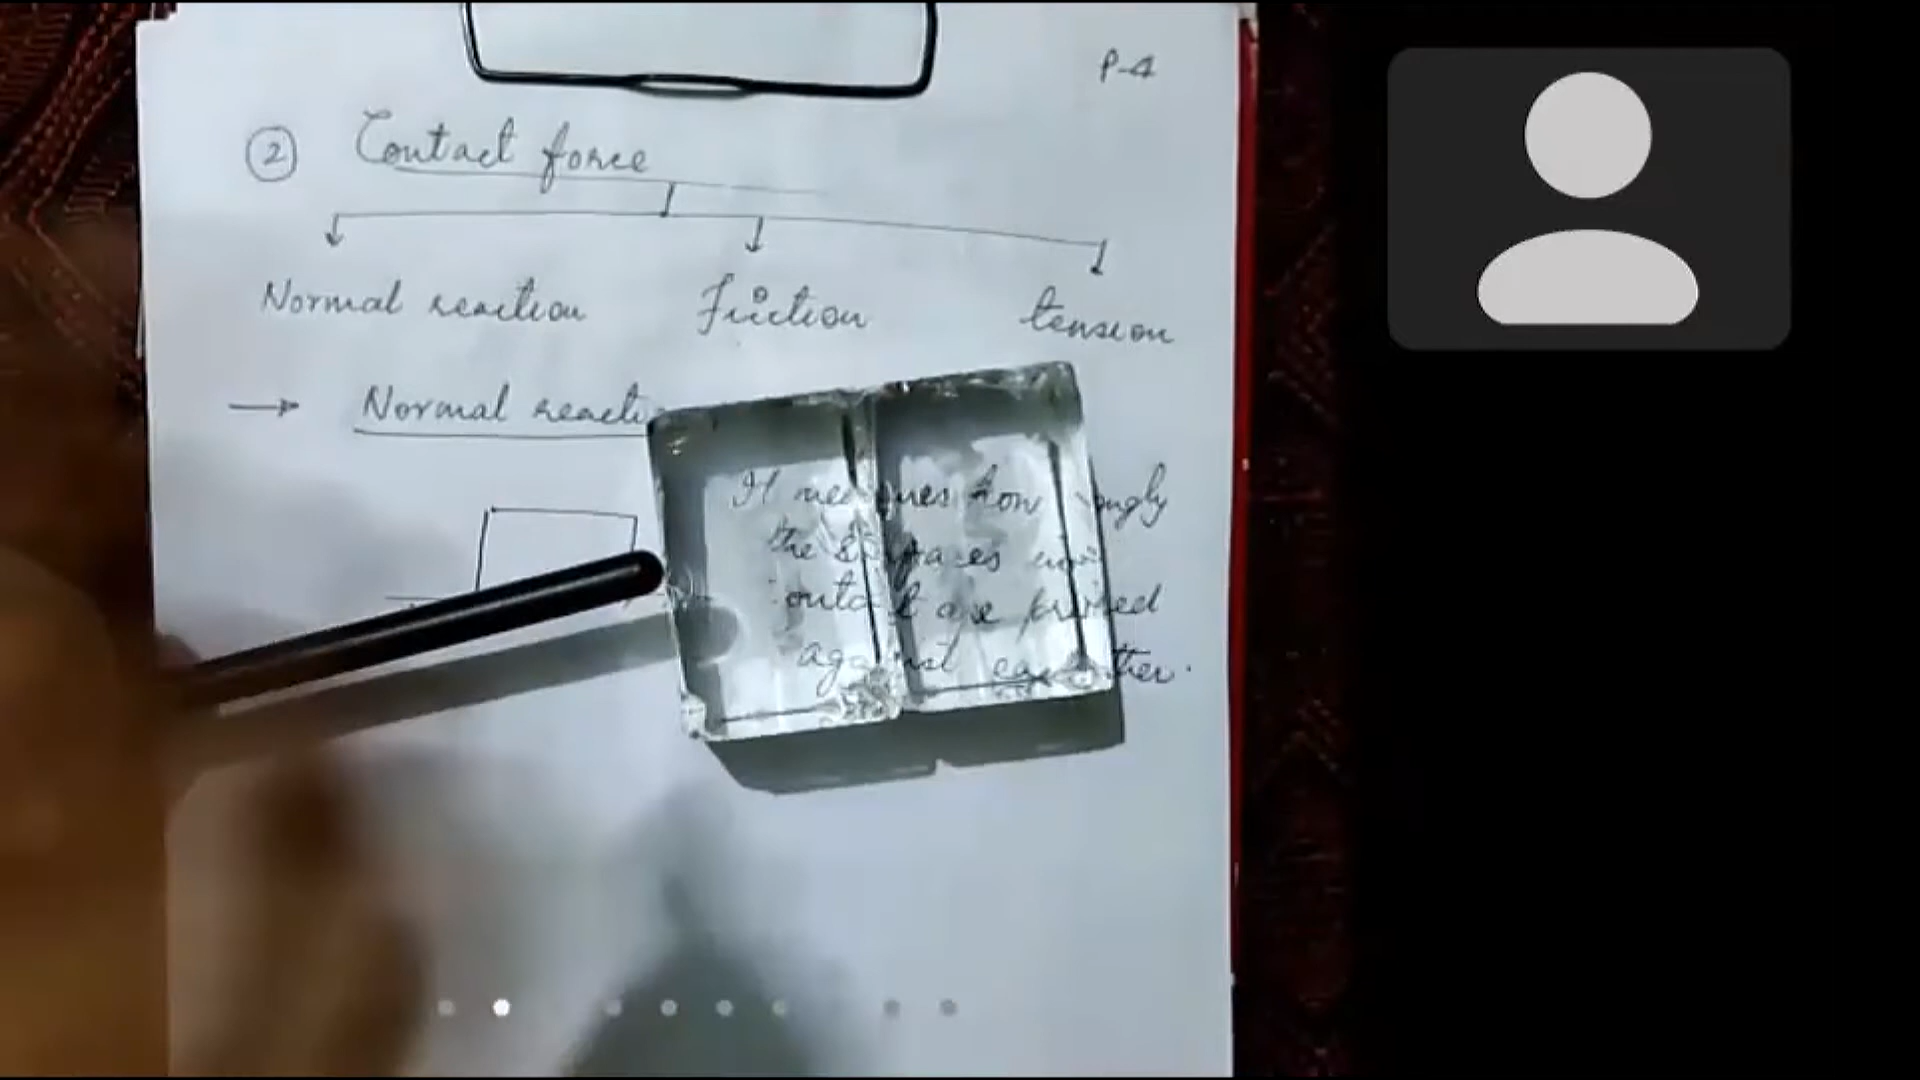 P-4
② Contact force
Normal reaction Friction tension
→ Normal reacti
It measures how
the surfaces
contact are pressed
against each other.